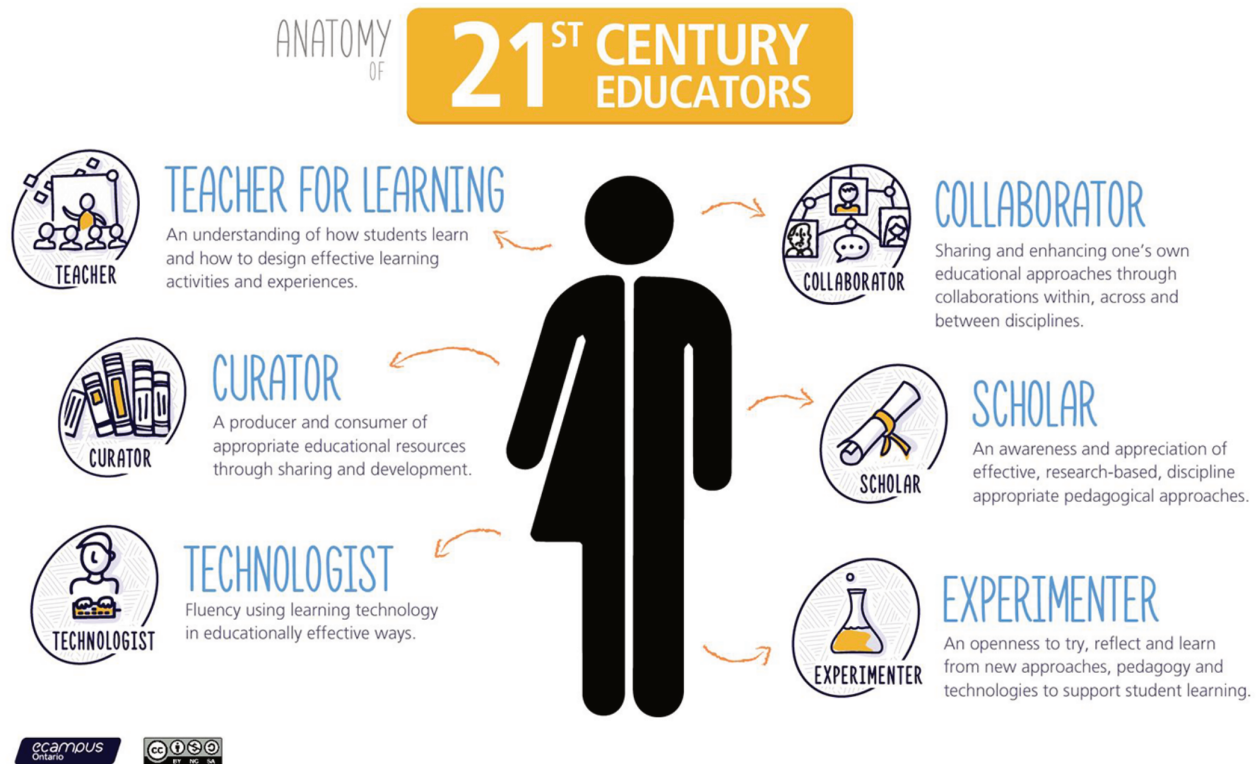 ANATOMY
OF
21ST CENTURY
EDUCATORS
TEACHER
TEACHER FOR LEARNING
An understanding of how students learn
and how to design effective learning
activities and experiences.
CURATOR
CURATOR
A producer and consumer of
appropriate educational resources
through sharing and development.
TECHNOLOGIST
TECHNOLOGIST
Fluency using learning technology
in educationally effective ways.
COLLABORATOR
COLLABORATOR
Sharing and enhancing one's own
educational approaches through
collaborations within, across and
between disciplines.
SCHOLAR
SCHOLAR
An awareness and appreciation of
effective, research-based, discipline
appropriate pedagogical approaches.
EXPERIMENTER
EXPERIMENTER
An openness to try, reflect and learn
from new approaches, pedagogy and
technologies to support student learning.
ecampus
Ontario
cc
BY NC SA